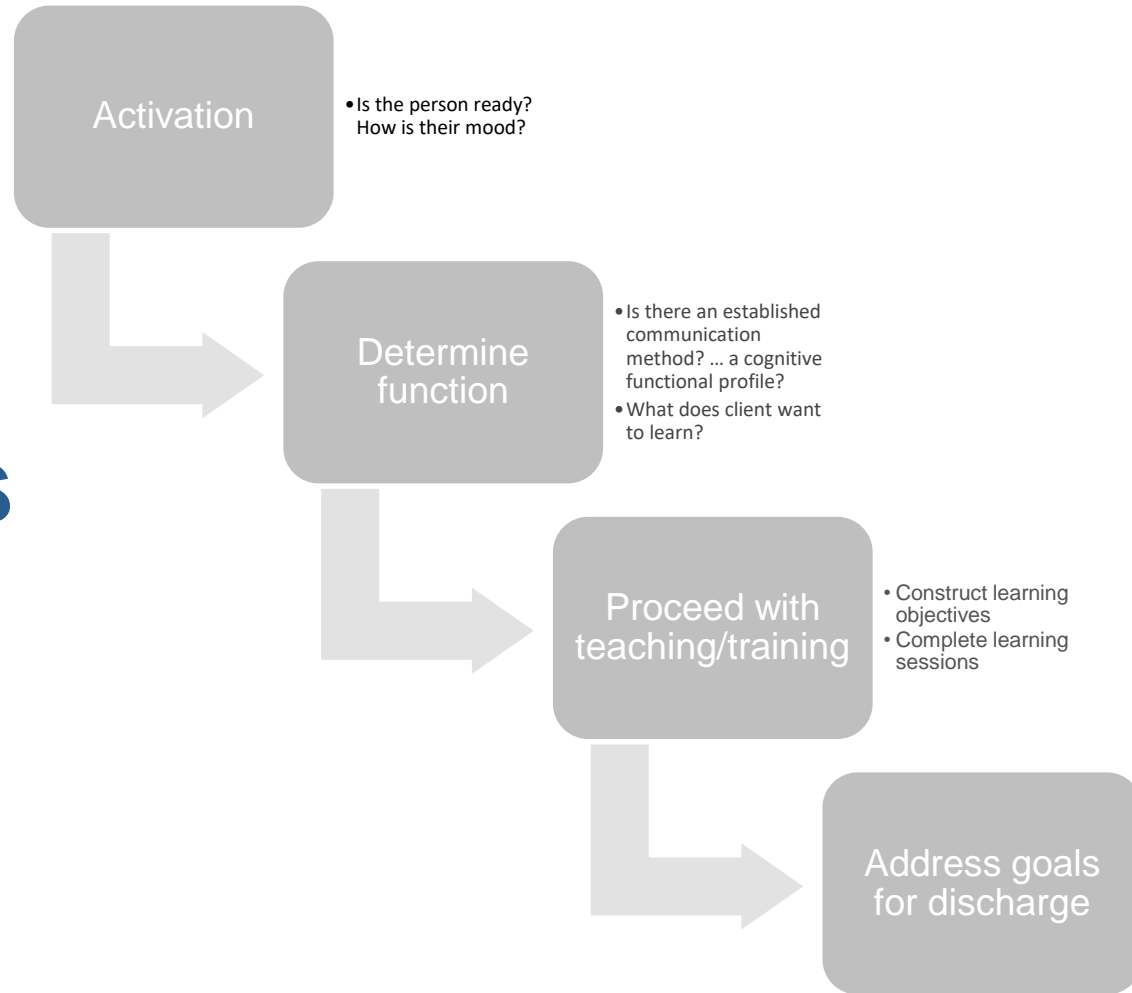 Activation
•Is the person ready?
How is their mood?
Determine
function
•Is there an established
communication
method? ... a cognitive
functional profile?
•What does client want
to learn?
s
Proceed with
teaching/training
• Construct learning
objectives
• Complete learning
sessions
Address goals
for discharge